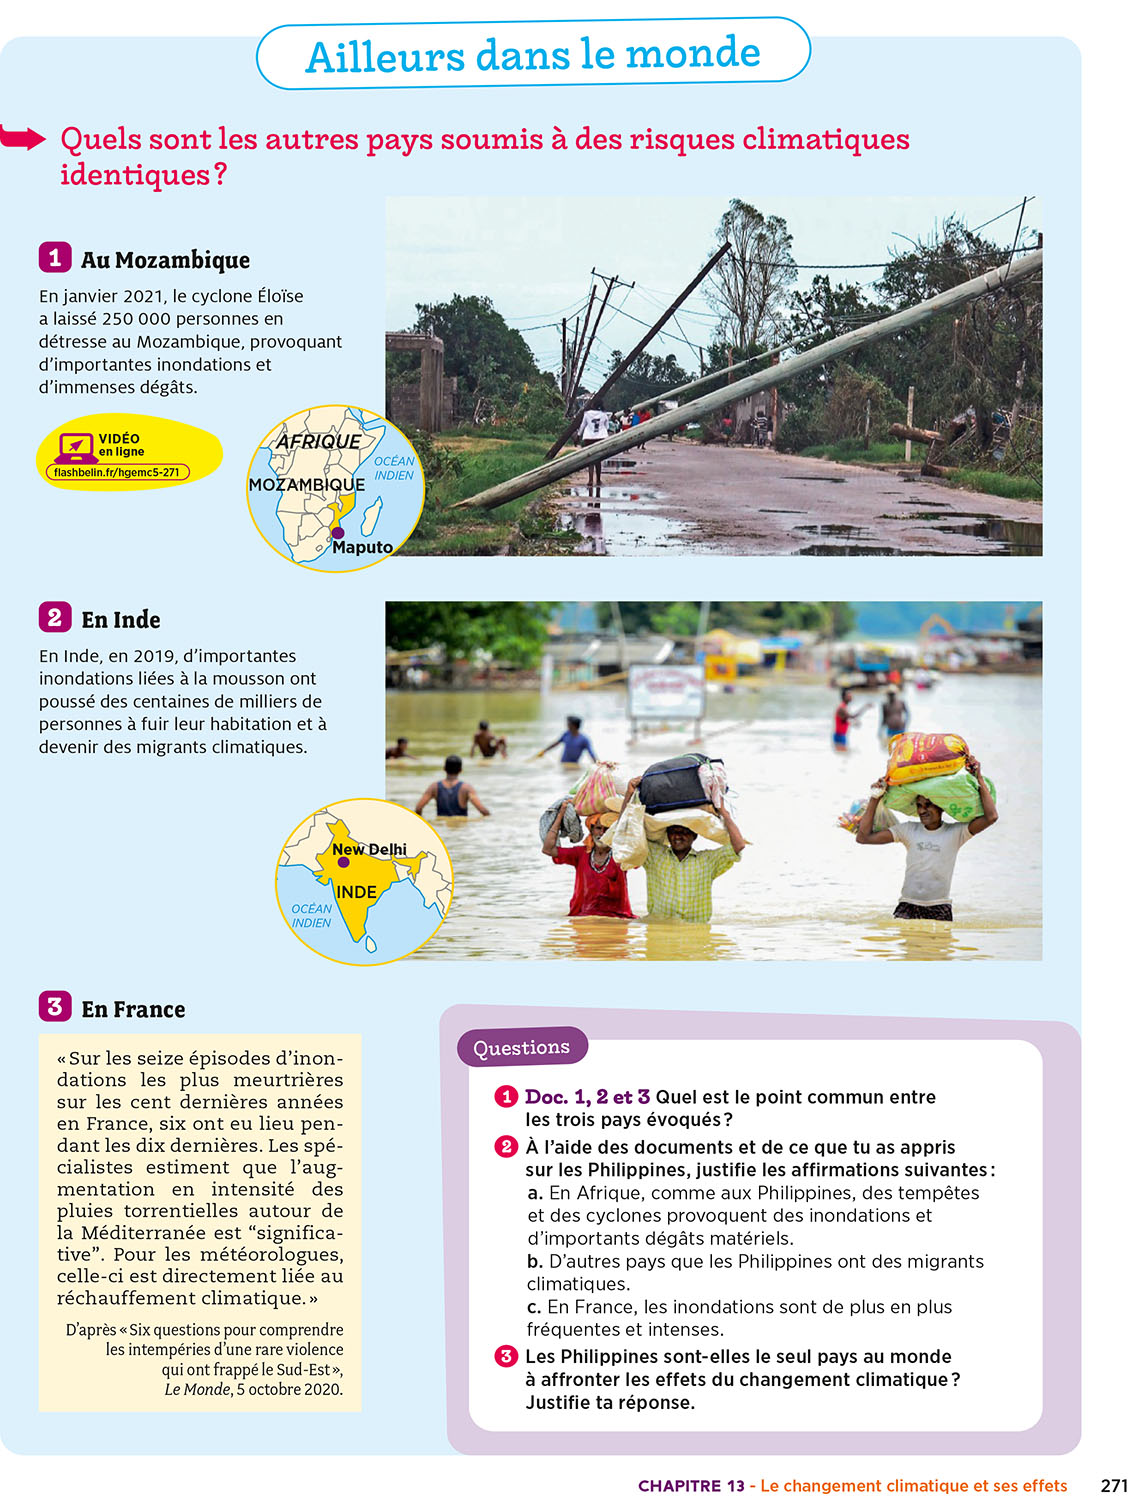 Ailleurs dans le monde
Quels sont les autres pays soumis à des risques climatiques
identiques ?
1 Au Mozambique
En janvier 2021, le cyclone Éloïse
a laissé 250 000 personnes en
détresse au Mozambique, provoquant
d’importantes inondations et
d’immenses dégâts.
VIDÉO
en ligne
flashbelin.fr/hgemc5-271
AFRIQUE
OCÉAN
INDIEN
MOZAMBIQUE
Maputo
2 En Inde
En Inde, en 2019, d’importantes
inondations liées à la mousson ont
poussé des centaines de milliers de
personnes à fuir leur habitation et à
devenir des migrants climatiques.
New Delhi
INDE
OCÉAN
INDIEN
3 En France
« Sur les seize épisodes d’inon-
dations les plus meurtrières
sur les cent dernières années
en France, six ont eu lieu pen-
dant les dix dernières. Les spé-
cialistes estiment que l’aug-
mentation en intensité des
pluies torrentielles autour de
la Méditerranée est “significa-
tive”. Pour les météorologues,
celle-ci est directement liée au
réchauffement climatique. »
D’après « Six questions pour comprendre
les intempéries d’une rare violence
qui ont frappé le Sud-Est »,
Le Monde, 5 octobre 2020.
Questions
1 Doc. 1, 2 et 3 Quel est le point commun entre
les trois pays évoqués ?
2 À l’aide des documents et de ce que tu as appris
sur les Philippines, justifie les affirmations suivantes :
a. En Afrique, comme aux Philippines, des tempêtes
et des cyclones provoquent des inondations et
d’importants dégâts matériels.
b. D’autres pays que les Philippines ont des migrants
climatiques.
c. En France, les inondations sont de plus en plus
fréquentes et intenses.
3 Les Philippines sont-elles le seul pays au monde
à affronter les effets du changement climatique ?
Justifie ta réponse.
CHAPITRE 13 - Le changement climatique et ses effets 271